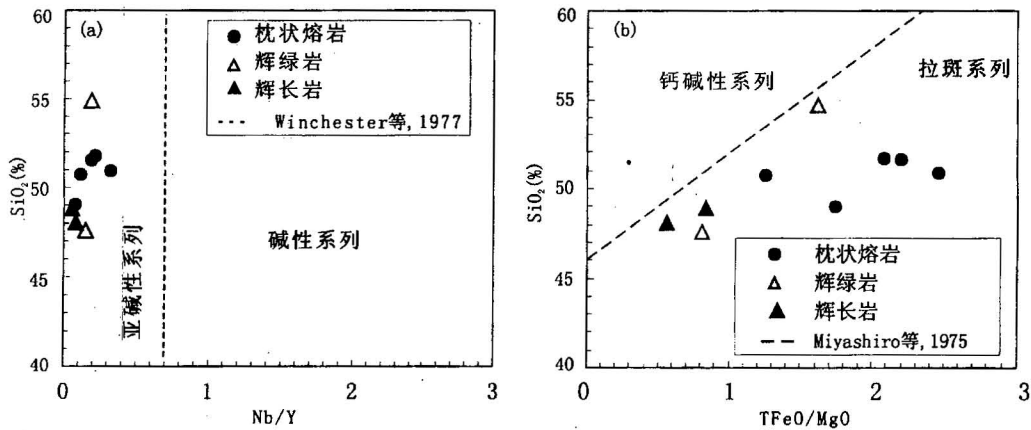 (a)
60
55
50
45
40
SiO₂(%)
枕状熔岩
辉绿岩
辉长岩
Winchester等,1977
亚碱性系列
碱性系列
0
1
2
3
Nb/Y
(b)
60
55
50
45
40
SiO₂(%)
钙碱性系列
拉斑系列
枕状熔岩
辉绿岩
辉长岩
Miyashiro等,1975
0
1
2
3
TFeO/MgO